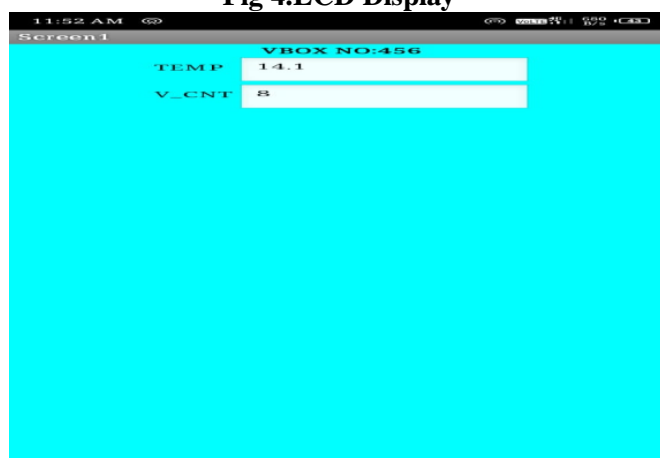 Fig 4.LCD Display
11:52 AM
Screen1
VBOX NO:456
TEMP 14.1
V_CNT 8